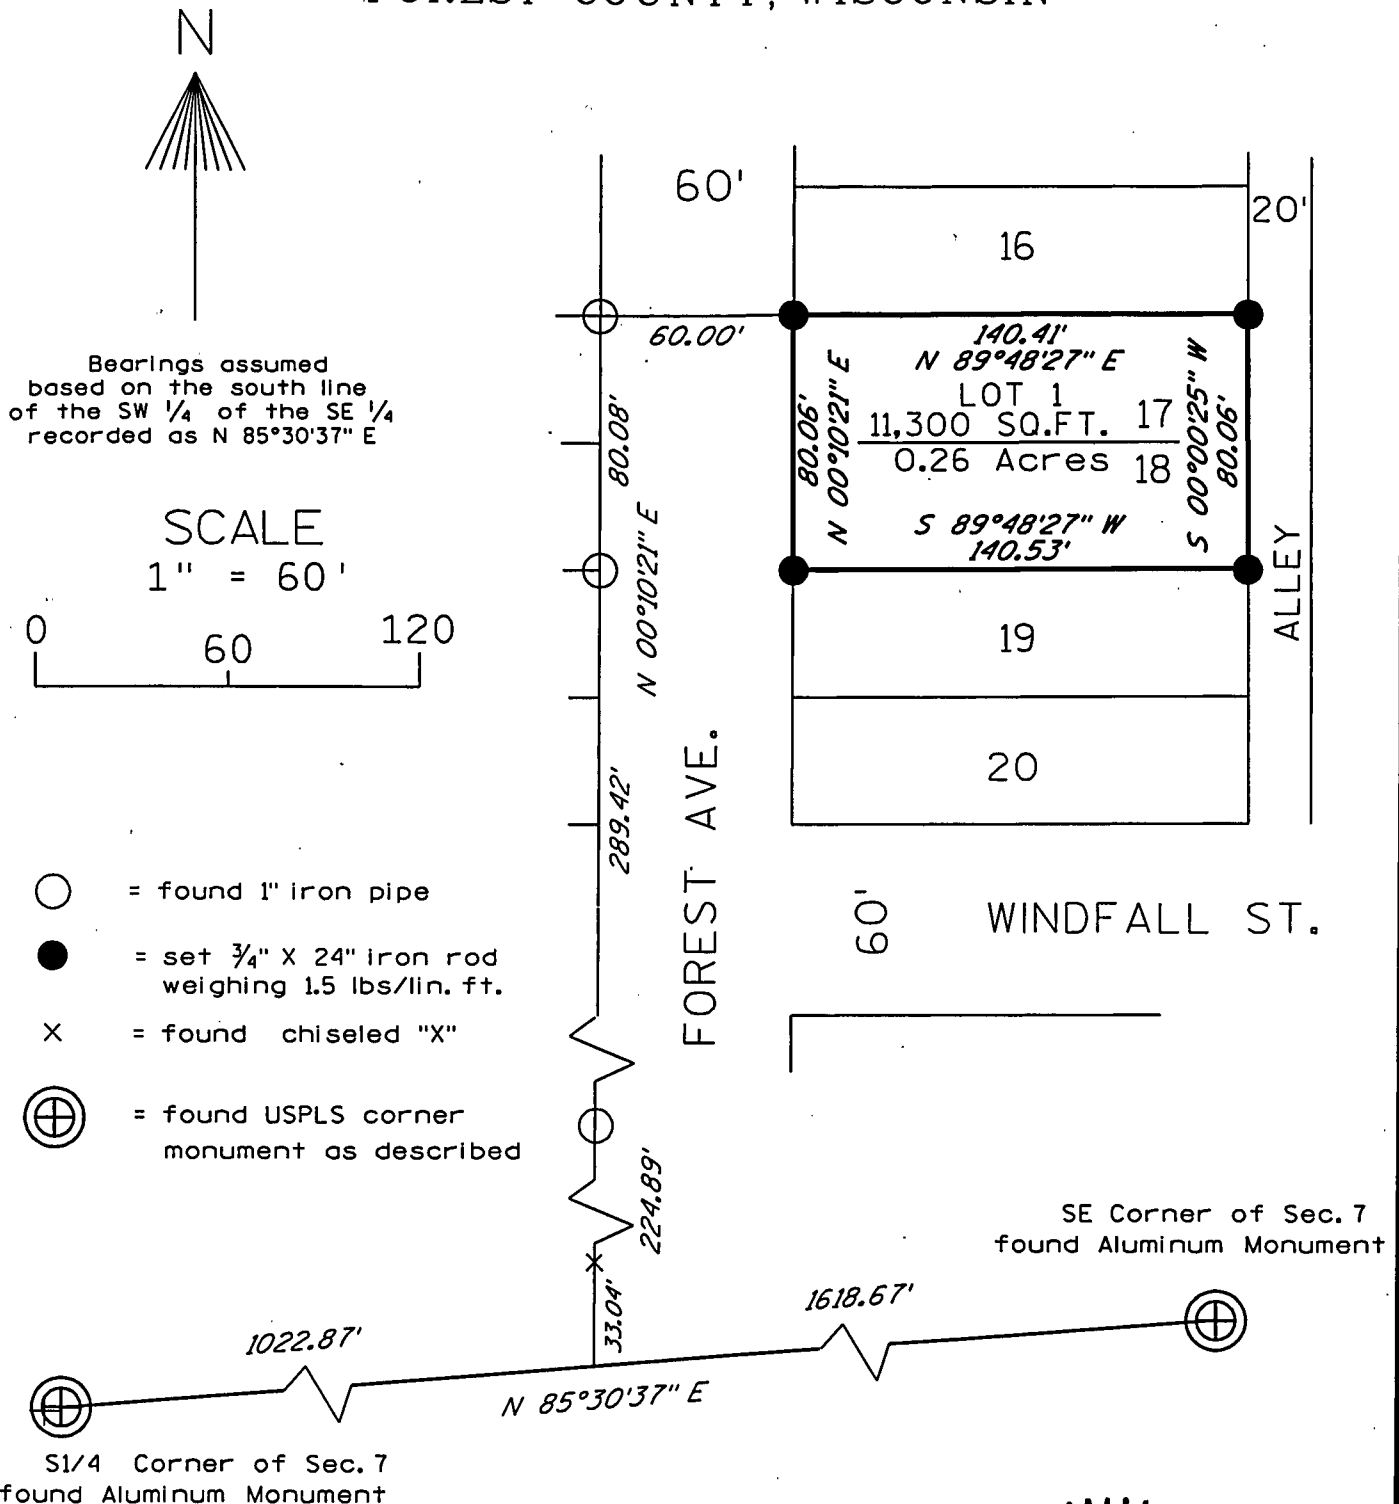 FOREST COUNTY, WISCONSIN
N
60'
20'
16
60.00'
140.41'
N 89°48'27" E
LOT 1
11,300 SQ.FT.
0.26 Acres
17
18
80.06'
N 00°10'21" E
S 00°00'25" W
80.06'
S 89°48'27" W
140.53'
Bearings assumed
based on the south line
of the SW 1/4 of the SE 1/4
recorded as N 85°30'37" E
SCALE
1" = 60'
0
60
120
80.08'
N 00°10'21" E
289.42'
FOREST AVE.
19
20
ALLEY
60'
WINDFALL ST.
= found 1" iron pipe
= set 3/4" X 24" iron rod
weighing 1.5 lbs/lin. ft.
X = found chiseled "X"
= found USPLS corner
monument as described
224.89'
33.04'
SE Corner of Sec. 7
found Aluminum Monument
1022.87'
1618.67'
N 85°30'37" E
S1/4 Corner of Sec. 7
found Aluminum Monument